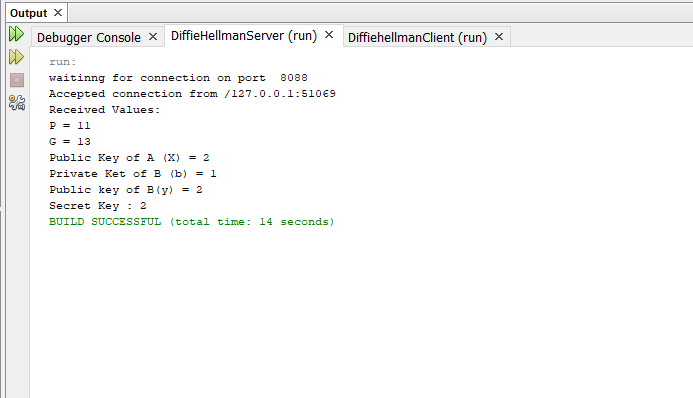 Output ×
Debugger Console × DiffieHellmanServer (run) × DiffiehellmanClient (run) ×
run:
waitinng for connection on port  8088
Accepted connection from /127.0.0.1:51069
Received Values:
P = 11
G = 13
Public Key of A (X) = 2
Private Ket of B (b) = 1
Public key of B(y) = 2
Secret Key : 2
BUILD SUCCESSFUL (total time: 14 seconds)